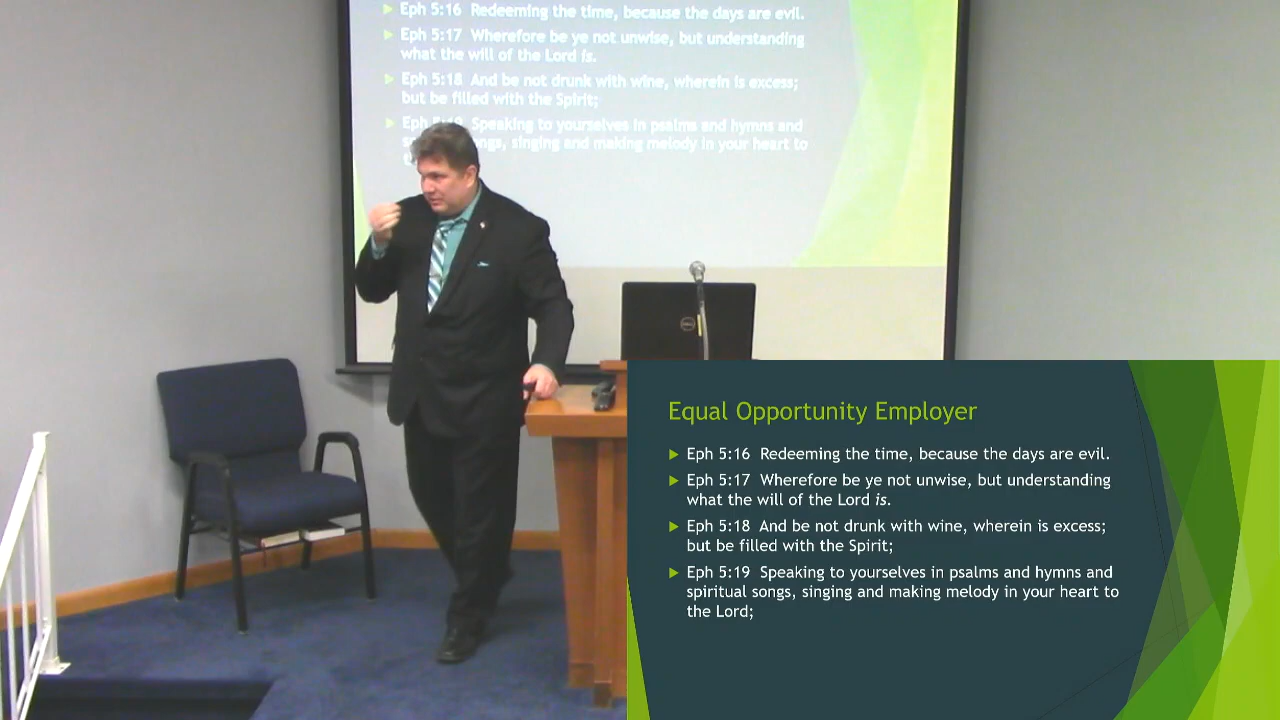 Eph 5:16 Redeeming the time, because the days are evil.
Eph 5:17 Wherefore be ye not unwise, but understanding
what the will of the Lord is.
Eph 5:18 And be not drunk with wine, wherein is excess;
but be filled with the Spirit;
Eph 5:19 Speaking to yourselves in psalms and hymns and
songs, singing and making melody in your heart to
DELL
Equal Opportunity Employer
Eph 5:16 Redeeming the time, because the days are evil.
Eph 5:17 Wherefore be ye not unwise, but understanding
what the will of the Lord is.
Eph 5:18 And be not drunk with wine, wherein is excess;
but be filled with the Spirit;
Eph 5:19 Speaking to yourselves in psalms and hymns and
spiritual songs, singing and making melody in your heart to
the Lord;